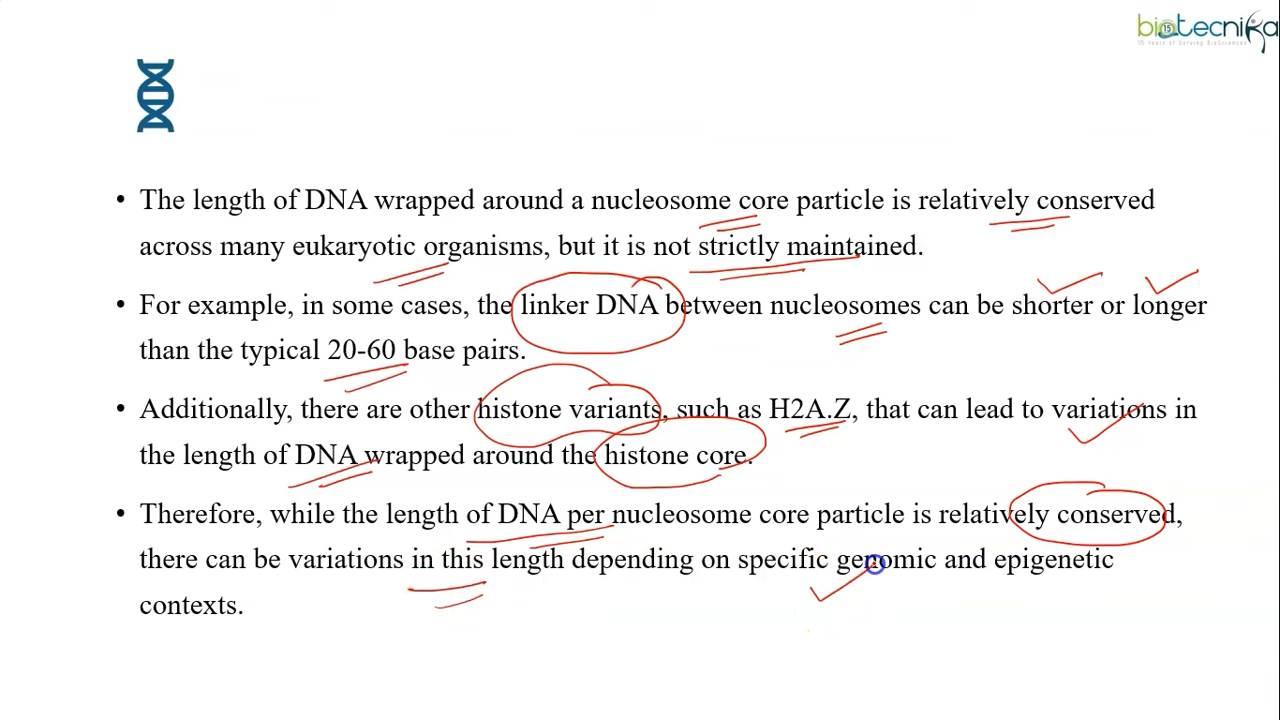 biotecnika
15 Years of Serving BioSciences
• The length of DNA wrapped around a nucleosome core particle is relatively conserved
across many eukaryotic organisms, but it is not strictly maintained.
• For example, in some cases, the linker DNA between nucleosomes can be shorter or longer
than the typical 20-60 base pairs.
• Additionally, there are other histone variants, such as H2A.Z, that can lead to variations in
the length of DNA wrapped around the histone core.
• Therefore, while the length of DNA per nucleosome core particle is relatively conserved,
there can be variations in this length depending on specific genomic and epigenetic
contexts.